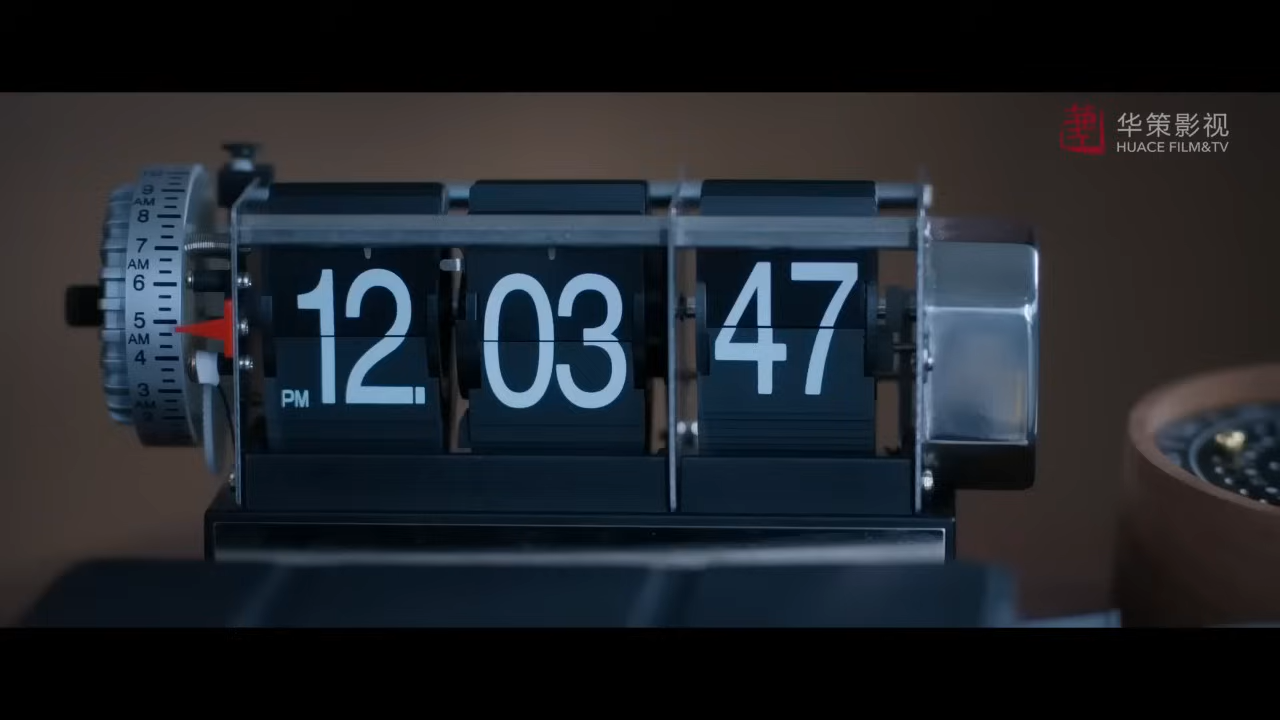 华策影视
HUACE FILM&TV
9
AM
8
7
AM
6
5
AM
4
3
AM
PM 12. 03 47